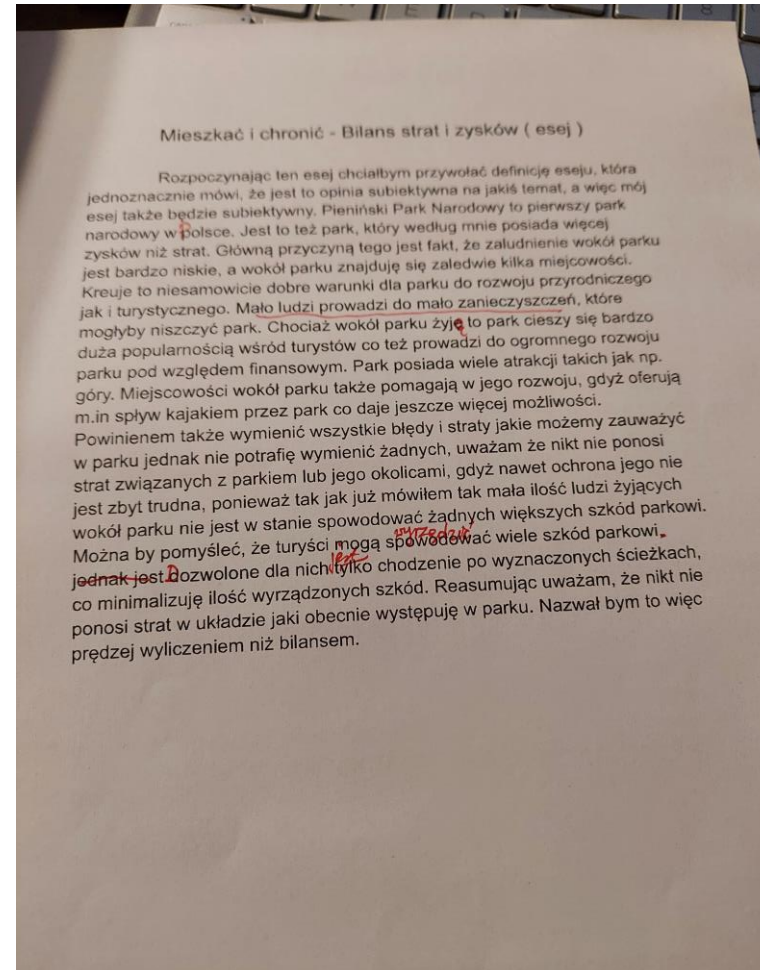 Mieszkać i chronić - Bilans strat i zysków ( esej )
Rozpoczynając ten esej chciałbym przywołać definicję eseju, która
jednoznacznie mówi, że jest to opinia subiektywna na jakiś temat, a więc mój
esej także będzie subiektywny. Pieniński Park Narodowy to pierwszy park
narodowy w polsce. Jest to też park, który według mnie posiada więcej
zysków niż strat. Główną przyczyną tego jest fakt, że zaludnienie wokół parku
jest bardzo niskie, a wokół parku znajduję się zaledwie kilka miejcowości.
Kreuje to niesamowicie dobre warunki dla parku do rozwoju przyrodniczego
jak i turystycznego. Mało ludzi prowadzi do mało zanieczyszczeń, które
mogłyby niszczyć park. Chociaż wokół parku żyję to park cieszy się bardzo
duża popularnością wśród turystów co też prowadzi do ogromnego rozwoju
parku pod względem finansowym. Park posiada wiele atrakcji takich jak np.
góry. Miejscowości wokół parku także pomagają w jego rozwoju, gdyż oferują
m.in spływ kajakiem przez park co daje jeszcze więcej możliwości.
Powinienem także wymienić wszystkie błędy i straty jakie możemy zauważyć
w parku jednak nie potrafię wymienić żadnych, uważam że nikt nie ponosi
strat związanych z parkiem lub jego okolicami, gdyż nawet ochrona jego nie
jest zbyt trudna, ponieważ tak jak już mówiłem tak mała ilość ludzi żyjących
wokół parku nie jest w stanie spowodować żadnych większych szkód parkowi.
wyrządzić
Można by pomyśleć, że turyści mogą spowodować wiele szkód parkowi.
jest
jednak jest Dozwolone dla nich tylko chodzenie po wyznaczonych ścieżkach,
co minimalizuję ilość wyrządzonych szkód. Reasumując uważam, że nikt nie
ponosi strat w układzie jaki obecnie występuję w parku. Nazwał bym to więc
prędzej wyliczeniem niż bilansem.